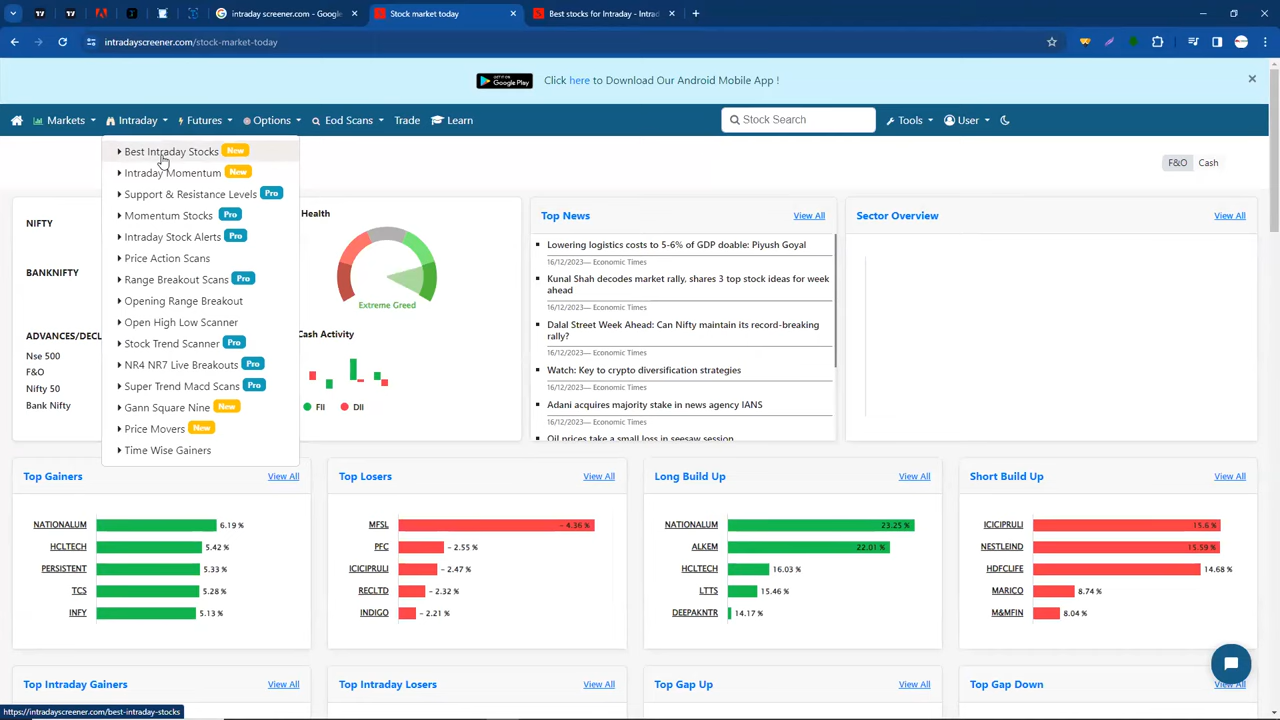 intraday screener.com - Google
Stock market today
Best stocks for Intraday - Intrad
intradayscreener.com/stock-market-today
GET IT ON
Google Play
Click here to Download Our Android Mobile App !
Markets
Intraday
Futures
Options
Eod Scans
Trade
Learn
Stock Search
Tools
User
Best Intraday Stocks New
Intraday Momentum New
Support & Resistance Levels Pro
Momentum Stocks Pro
Intraday Stock Alerts Pro
Price Action Scans
Range Breakout Scans Pro
Opening Range Breakout
Open High Low Scanner
Stock Trend Scanner Pro
NR4 NR7 Live Breakouts Pro
Super Trend Macd Scans Pro
Gann Square Nine New
Price Movers New
Time Wise Gainers
F&O
Cash
NIFTY
BANKNIFTY
ADVANCES/DECL
Nse 500
F&O
Nifty 50
Bank Nifty
Health
Extreme Greed
Cash Activity
FII
DII
Top News
View All
Lowering logistics costs to 5-6% of GDP doable: Piyush Goyal
16/12/2023— Economic Times
Kunal Shah decodes market rally, shares 3 top stock ideas for week
ahead
16/12/2023— Economic Times
Dalal Street Week Ahead: Can Nifty maintain its record-breaking
rally?
16/12/2023— Economic Times
Watch: Key to crypto diversification strategies
16/12/2023— Economic Times
Adani acquires majority stake in news agency IANS
16/12/2023— Economic Times
Oil prices take a small loss in seesaw session
Sector Overview
View All
Top Gainers
View All
NATIONALUM 6.19 %
HCLTECH 5.42 %
PERSISTENT 5.33 %
TCS 5.28 %
INFY 5.13 %
Top Losers
View All
MFSL - 4.36 %
PFC - 2.55 %
ICICIPRULI - 2.47 %
RECLTD - 2.32 %
INDIGO - 2.21 %
Long Build Up
View All
NATIONALUM 23.25 %
ALKEM 22.01 %
HCLTECH 16.03 %
LTTS 15.46 %
DEEPAKNTR 14.17 %
Short Build Up
View All
ICICIPRULI 15.6 %
NESTLEIND 15.59 %
HDFCLIFE 14.68 %
MARICO 8.74 %
M&MFIN 8.04 %
Top Intraday Gainers
View All
Top Intraday Losers
View All
Top Gap Up
View All
Top Gap Down
https://intradayscreener.com/best-intraday-stocks